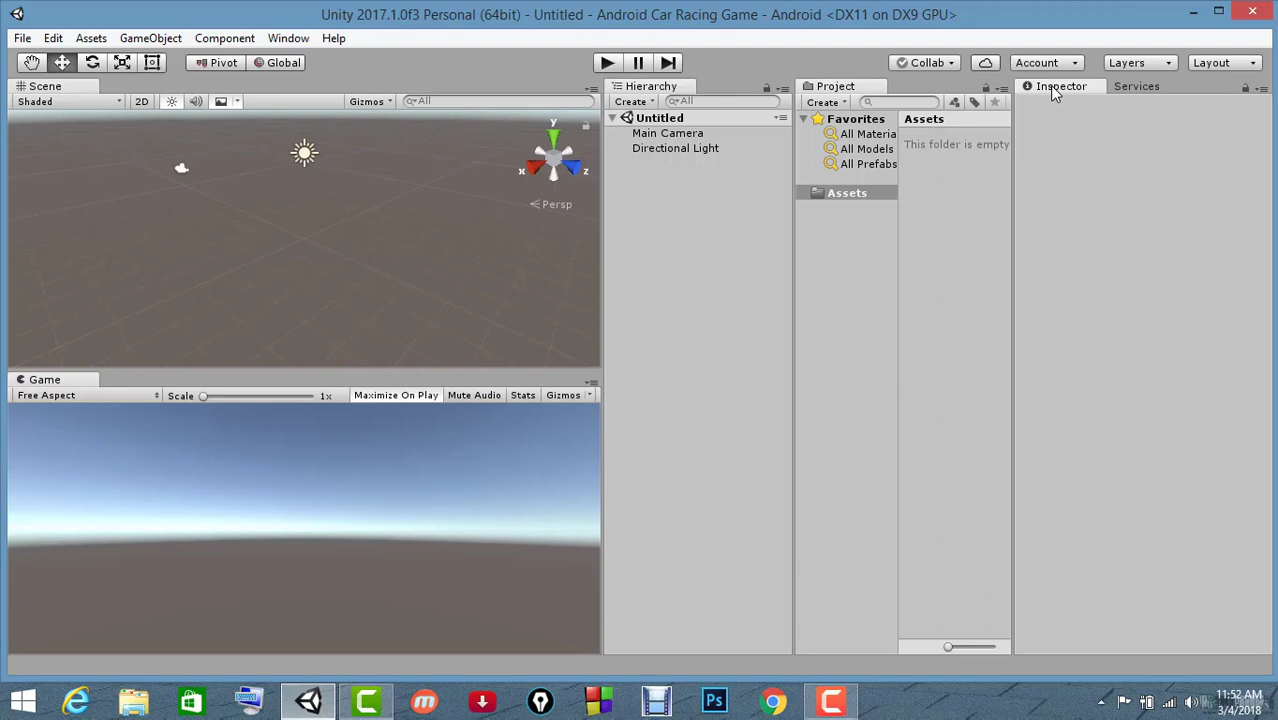 Unity 2017.1.0f3 Personal (64bit) - Untitled - Android Car Racing Game - Android <DX11 on DX9 GPU>
File Edit Assets GameObject Component Window Help
Pivot Global Collab Account Layers Layout
Scene Hierarchy Project Inspector Services
Shaded 2D Gizmos All Create All Create
Untitled
Main Camera
Directional Light
Favorites
All Materia
All Models
All Prefabs
Assets
Assets
This folder is empty
y
x z
Persp
Game
Free Aspect Scale 1x Maximize On Play Mute Audio Stats Gizmos
Ps
11:52 AM
3/4/2018